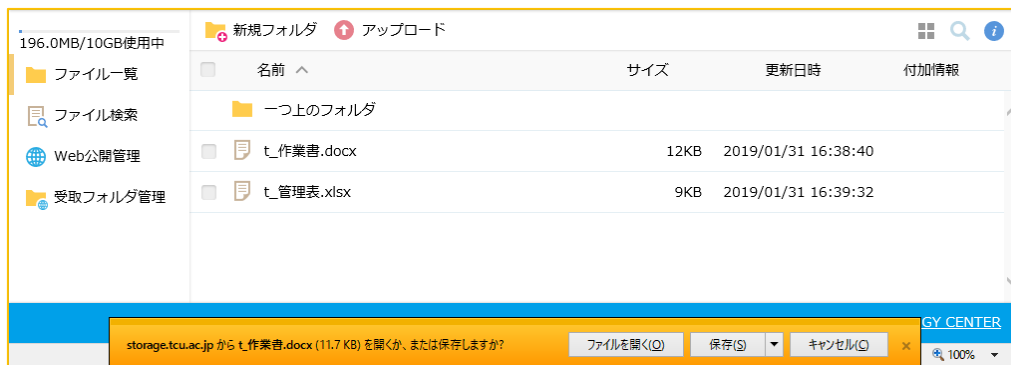 196.0MB/10GB使用中
ファイル一覧
ファイル検索
Web公開管理
受取フォルダ管理
新規フォルダ アップロード
名前 サイズ 更新日時 付加情報
一つ上のフォルダ
t_作業書.docx 12KB 2019/01/31 16:38:40
t_管理表.xlsx 9KB 2019/01/31 16:39:32
GY CENTER
storage.tcu.ac.jp から t_作業書.docx (11.7 KB) を開くか、または保存しますか? ファイルを開く(O) 保存(S) キャンセル(C) ×
100%